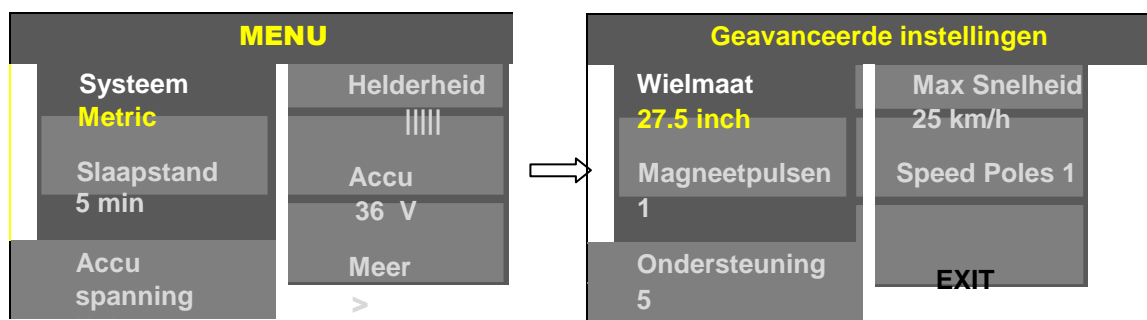 MENU
Systeem
Metric
Slaapstand
5 min
Accu
spanning
Helderheid
|||||
Accu
36 V
Meer
>
Geavanceerde instellingen
Wielmaat
27.5 inch
Magneetpulsen
1
Ondersteuning
5
Max Snelheid
25 km/h
Speed Poles 1
EXIT